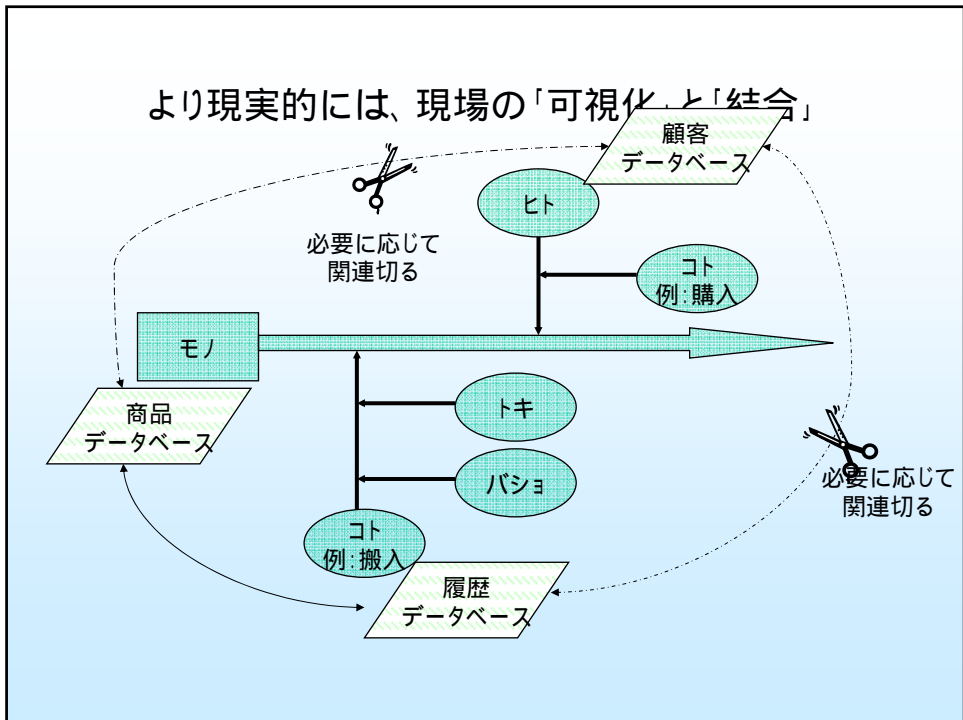 より現実的には、現場の「可視化」と「結合」
顧客
データベース
ヒト
必要に応じて
関連切る
コト
例:購入
モノ
商品
データベース
トキ
バショ
コト
例:搬入
必要に応じて
関連切る
履歴
データベース